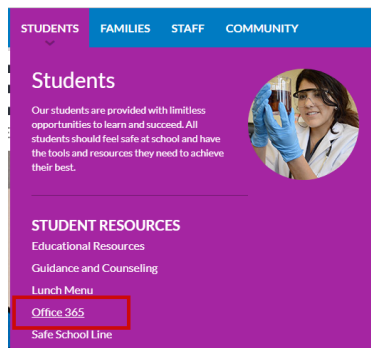 STUDENTS FAMILIES STAFF COMMUNITY
Students
Our students are provided with limitless
opportunities to learn and succeed. All
students should feel safe at school and have
the tools and resources they need to achieve
their best.
STUDENT RESOURCES
Educational Resources
Guidance and Counseling
Lunch Menu
Office 365
Safe School Line